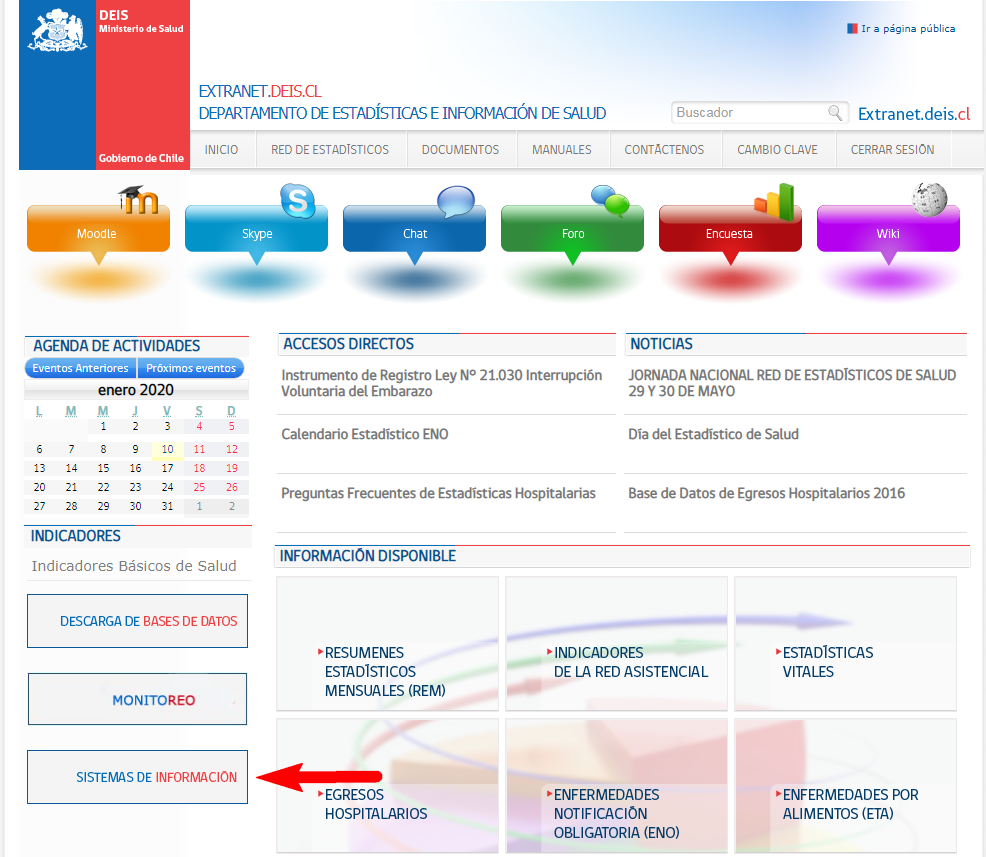 DEIS
Ministerio de Salud
Gobierno de Chile
Ir a página pública
EXTRANET.DEIS.CL
DEPARTAMENTO DE ESTADÍSTICAS E INFORMACIÓN DE SALUD
Buscador
Extranet.deis.cl
INICIO RED DE ESTADÍSTICOS DOCUMENTOS MANUALES CONTÁCTENOS CAMBIO CLAVE CERRAR SESIÓN
Moodle Skype Chat Foro Encuesta Wiki
AGENDA DE ACTIVIDADES
Eventos Anteriores Próximos eventos
enero 2020
L M M J V S D
1 2 3 4 5
6 7 8 9 10 11 12
13 14 15 16 17 18 19
20 21 22 23 24 25 26
27 28 29 30 31 1 2
INDICADORES
Indicadores Básicos de Salud
DESCARGA DE BASES DE DATOS
MONITOREO
SISTEMAS DE INFORMACIÓN
ACCESOS DIRECTOS
Instrumento de Registro Ley Nº 21.030 Interrupción
Voluntaria del Embarazo
Calendario Estadístico ENO
Preguntas Frecuentes de Estadísticas Hospitalarias
NOTICIAS
JORNADA NACIONAL RED DE ESTADÍSTICOS DE SALUD
29 Y 30 DE MAYO
Día del Estadístico de Salud
Base de Datos de Egresos Hospitalarios 2016
INFORMACIÓN DISPONIBLE
RESUMENES
ESTADÍSTICOS
MENSUALES (REM)
INDICADORES
DE LA RED ASISTENCIAL
ESTADÍSTICAS
VITALES
EGRESOS
HOSPITALARIOS
ENFERMEDADES
NOTIFICACIÓN
OBLIGATORIA (ENO)
ENFERMEDADES POR
ALIMENTOS (ETA)